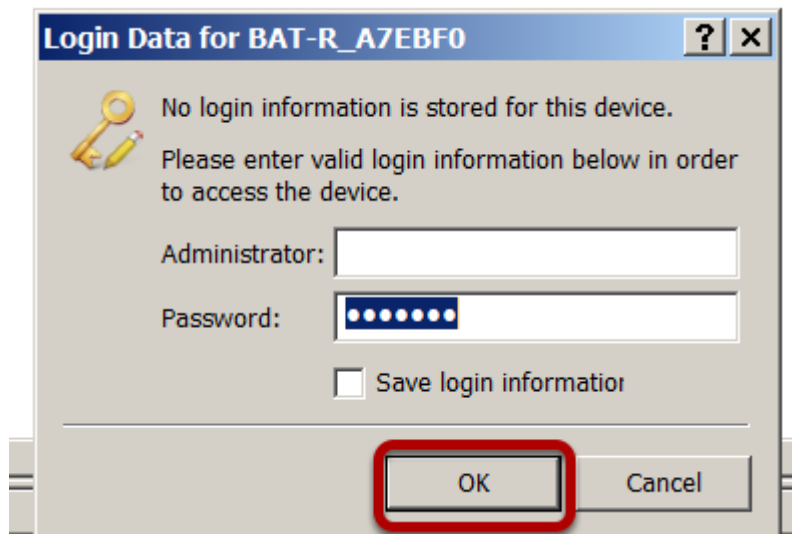 Login Data for BAT-R_A7EBF0 ?
No login information is stored for this device.
Please enter valid login information below in order
to access the device.
Administrator:
Password: •••••••
Save login information
OK Cancel